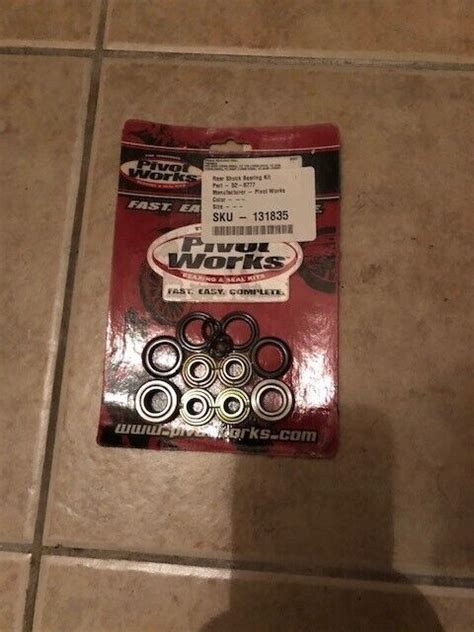 Pivot
Works
FAST. EA
Rear Shock Bearing Kit
Part - 52--0777
Manufacturer - Pivot Works
Color - ---
Size - ---
SKU - 131835
Pivot
Works
BEARING & SEAL KITS
FAST. EASY. COMPLETE.
www.pivotworks.com